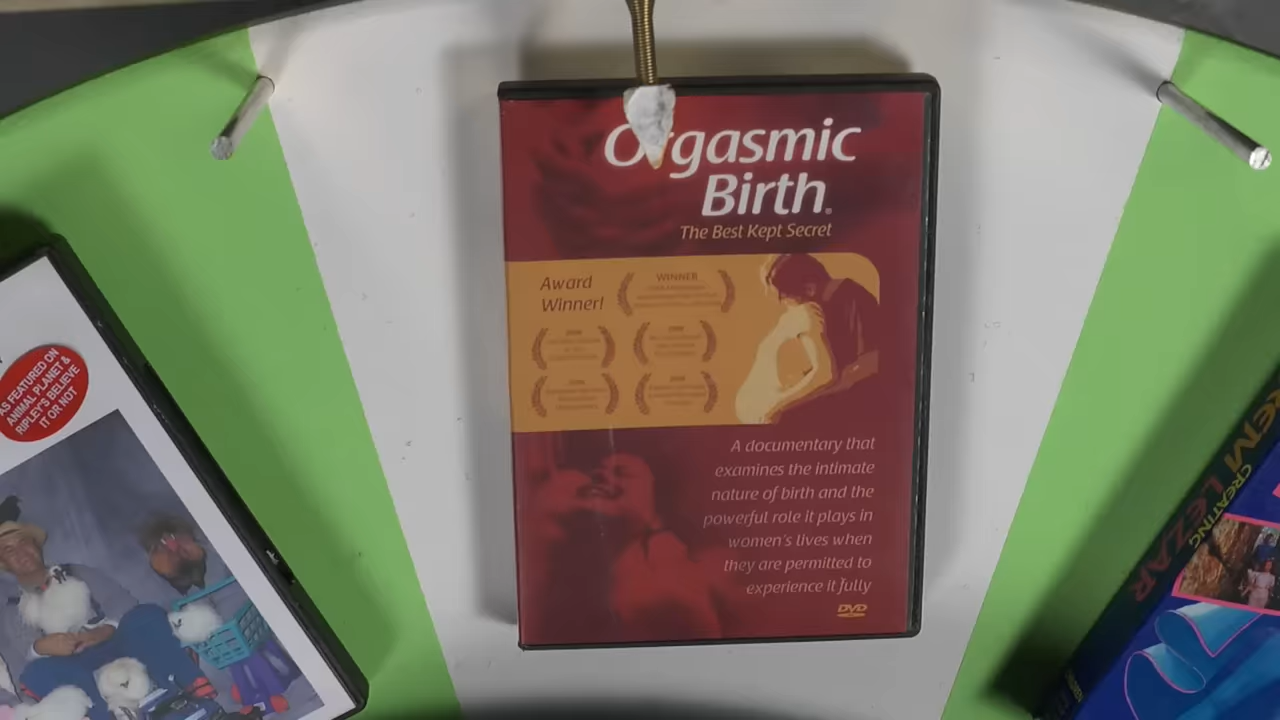 Orgasmic
Birth
The Best Kept Secret
Award
Winner!
WINNER
A documentary that
examines the intimate
nature of birth and the
powerful role it plays in
women's lives when
they are permitted to
experience it fully
DVD
AS FEATURED ON
ANIMAL PLANET &
RIPLEY'S BELIEVE
IT OR NOT
CREATING
REM LEZAR